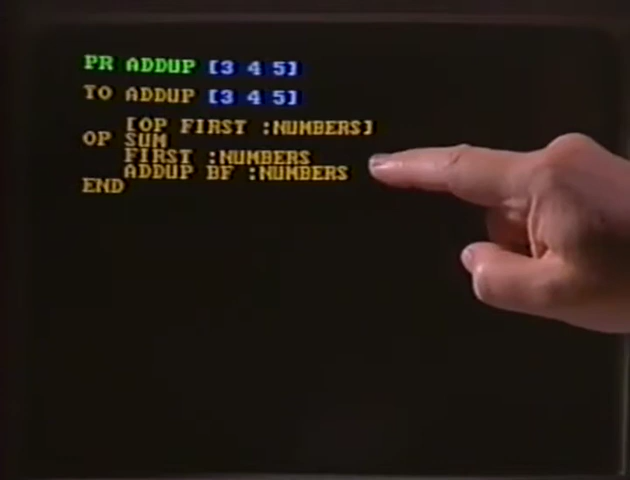 PR ADDUP [3 4 5]
TO ADDUP [3 4 5]
[OP FIRST :NUMBERS]
OP SUM
FIRST :NUMBERS
ADDUP BF :NUMBERS
END